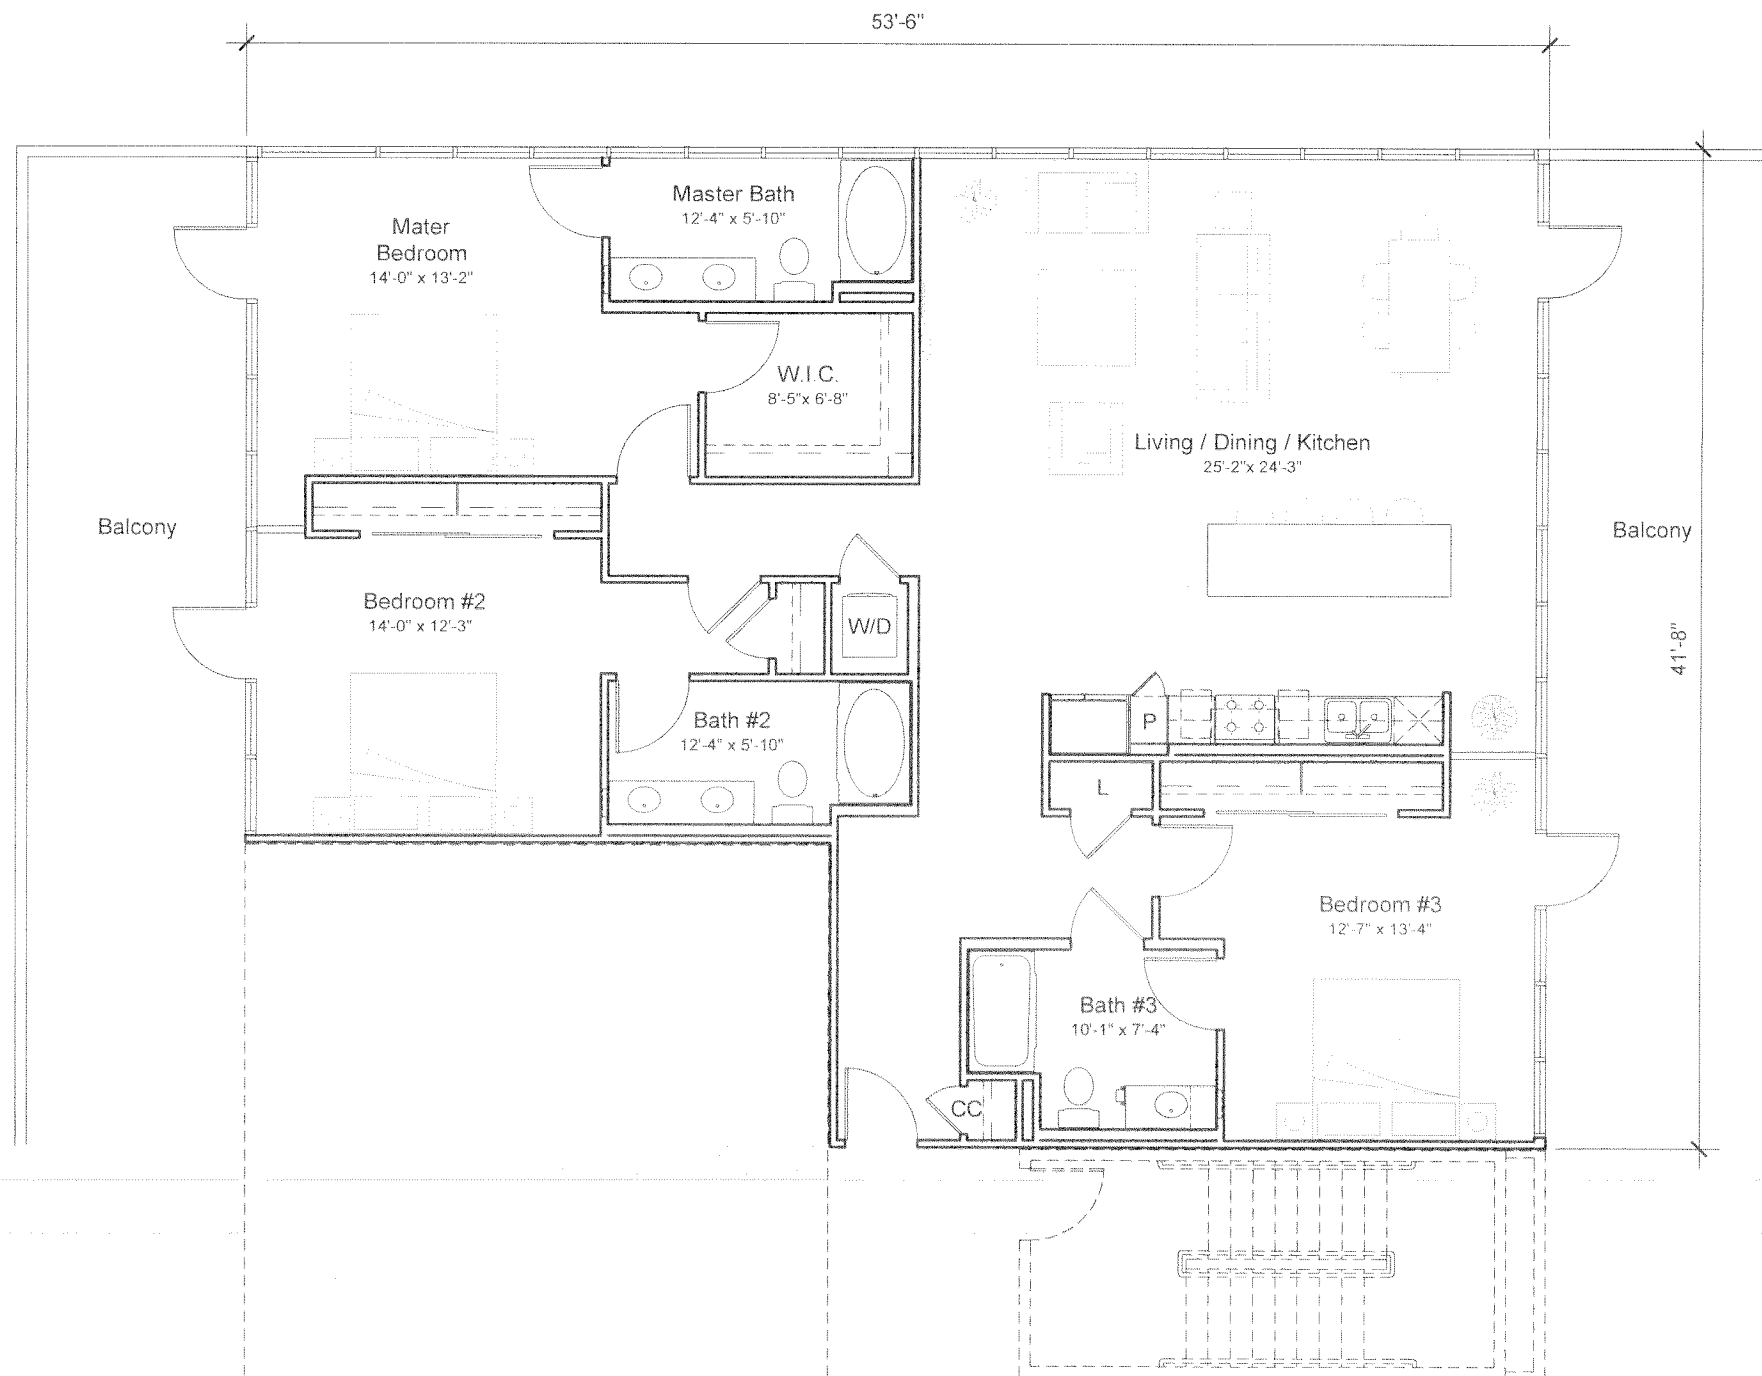 53'-6"
Master Bath
12'-4" x 5'-10"
Mater
Bedroom
14'-0" x 13'-2"
W.I.C.
8'-5"x 6'-8"
Living / Dining / Kitchen
25'-2"x 24'-3"
Balcony
Balcony
Bedroom #2
14'-0" x 12'-3"
W/D
41'-8"
Bath #2
12'-4" x 5'-10"
P
L
Bedroom #3
12'-7" x 13'-4"
Bath #3
10'-1" x 7'-4"
CC